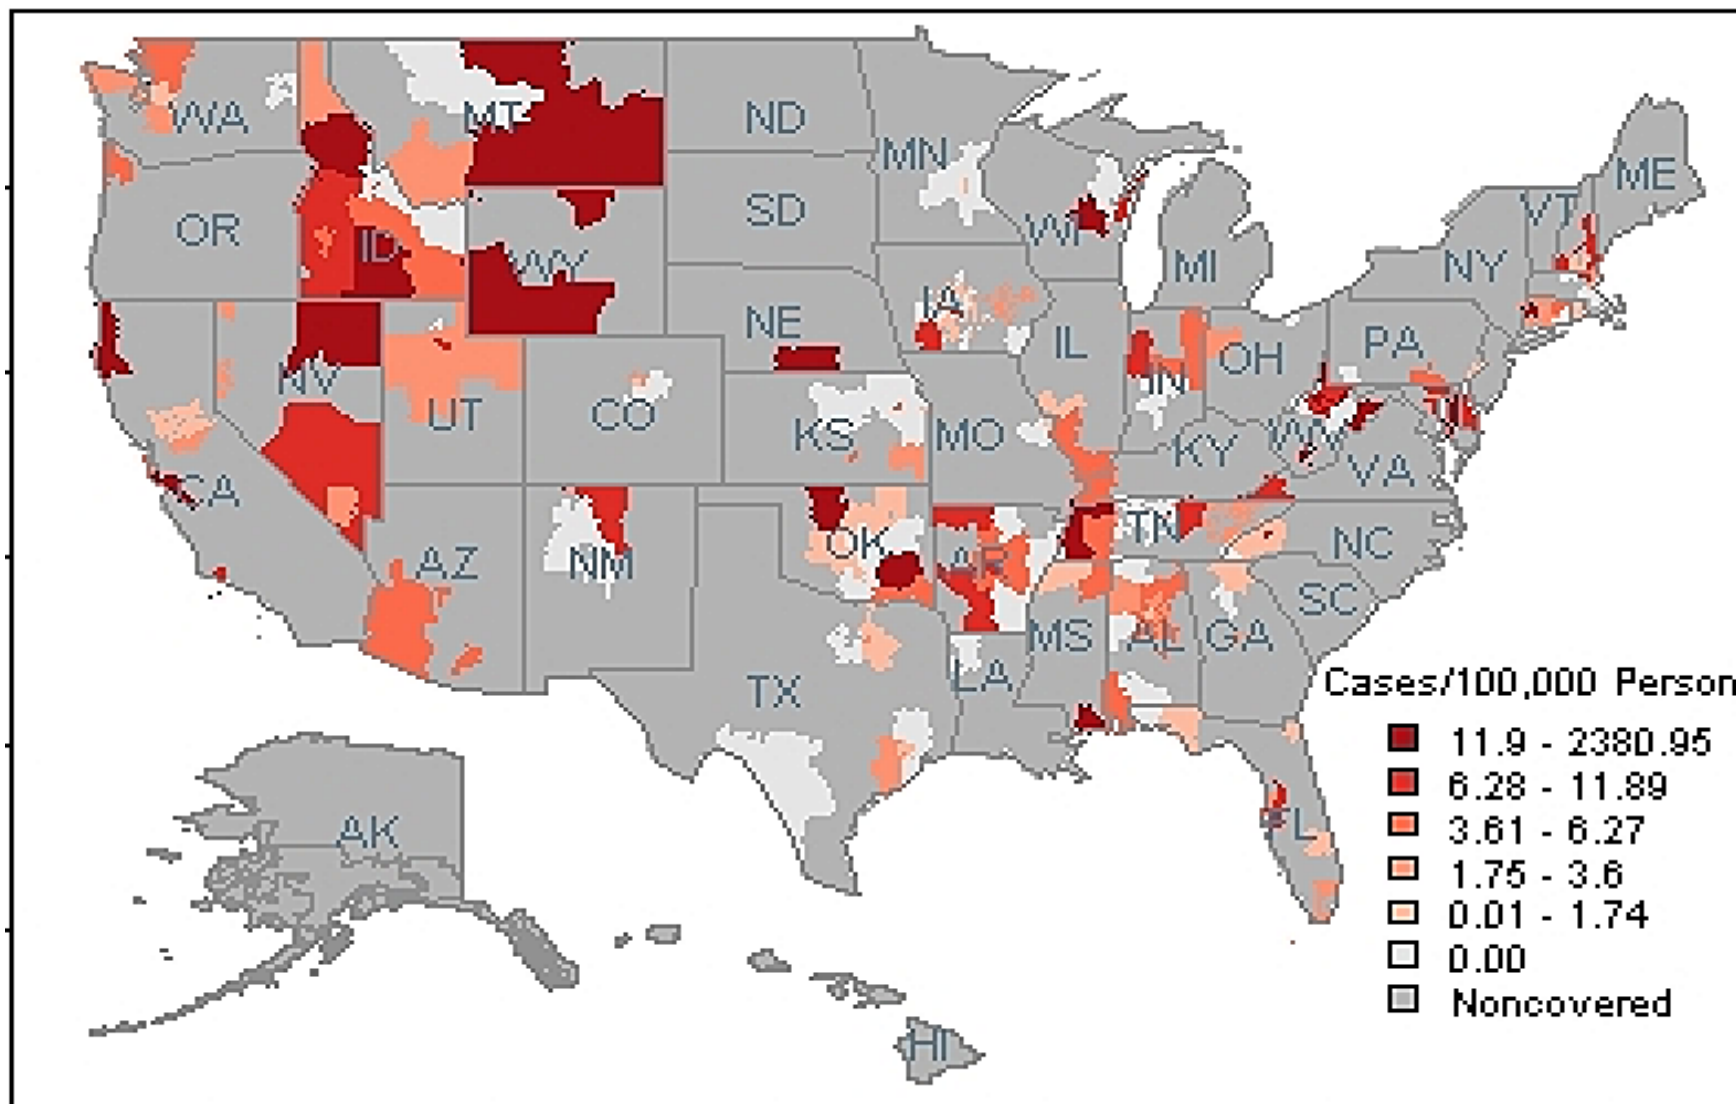 WA
MT
ND
MN
ME
OR
ID
SD
WI
VT
WY
MI
NY
NE
IA
IL
IN
OH
PA
NV
UT
CO
KS
MO
KY
WV
VA
CA
AZ
NM
OK
AR
TN
NC
SC
TX
LA
MS
AL
GA
FL
Cases/100,000 Person
11.9 - 2380.95
6.28 - 11.89
3.61 - 6.27
1.75 - 3.6
0.01 - 1.74
0.00
Noncovered
AK
HI